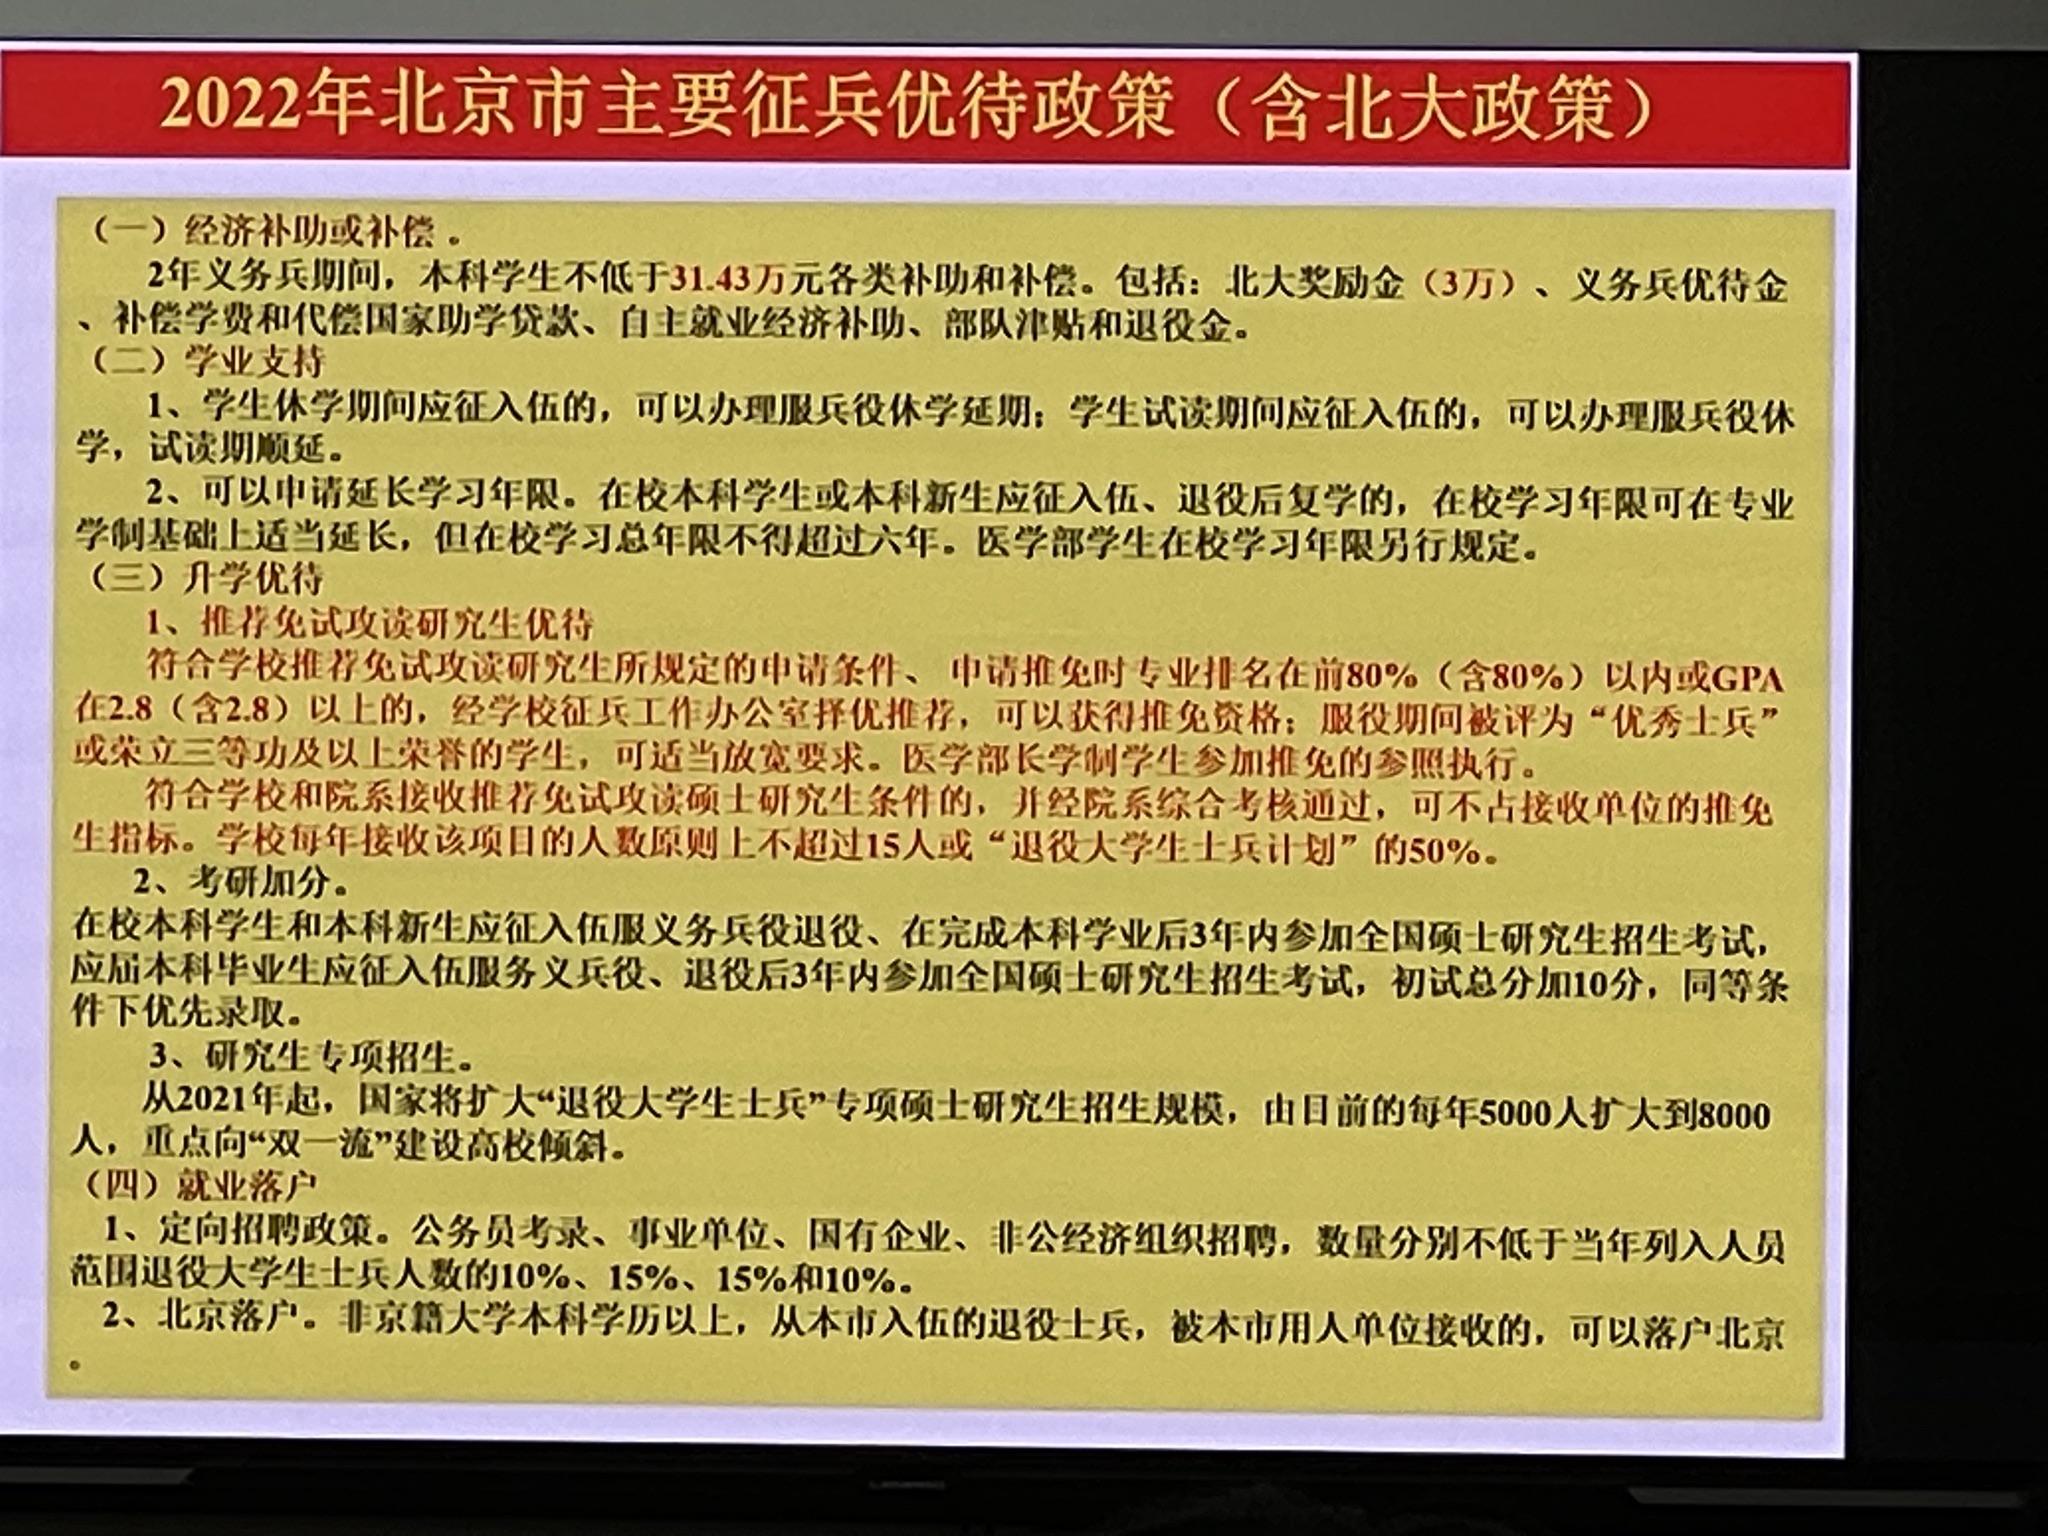 2022年北京市主要征兵优待政策（含北大政策）
（一）经济补助或补偿 。
2年义务兵期间，本科学生不低于31.43万元各类补助和补偿。包括：北大奖励金（3万）、义务兵优待金
、补偿学费和代偿国家助学贷款、自主就业经济补助、部队津贴和退役金。
（二）学业支持
1、学生休学期间应征入伍的，可以办理服兵役休学延期；学生试读期间应征入伍的，可以办理服兵役休
学，试读期顺延。
2、可以申请延长学习年限。在校本科学生或本科新生应征入伍、退役后复学的，在校学习年限可在专业
学制基础上适当延长，但在校学习总年限不得超过六年。医学部学生在校学习年限另行规定。
（三）升学优待
1、推荐免试攻读研究生优待
符合学校推荐免试攻读研究生所规定的申请条件、 申请推免时专业排名在前80%（含80%）以内或GPA
在2.8（含2.8）以上的，经学校征兵工作办公室择优推荐，可以获得推免资格；服役期间被评为“优秀士兵”
或荣立三等功及以上荣誉的学生，可适当放宽要求。医学部长学制学生参加推免的参照执行。
符合学校和院系接收推荐免试攻读硕士研究生条件的，并经院系综合考核通过，可不占接收单位的推免
生指标。学校每年接收该项目的人数原则上不超过15人或“退役大学生士兵计划”的50%。
2、考研加分。
在校本科学生和本科新生应征入伍服义务兵役退役、在完成本科学业后3年内参加全国硕士研究生招生考试，
应届本科毕业生应征入伍服务义兵役、退役后3年内参加全国硕士研究生招生考试，初试总分加10分，同等条
件下优先录取。
3、研究生专项招生。
从2021年起，国家将扩大“退役大学生士兵”专项硕士研究生招生规模，由目前的每年5000人扩大到8000
人，重点向“双一流”建设高校倾斜。
（四）就业落户
1、定向招聘政策。公务员考录、事业单位、国有企业、非公经济组织招聘，数量分别不低于当年列入人员
范围退役大学生士兵人数的10%、15%、15%和10%。
2、北京落户。非京籍大学本科学历以上，从本市入伍的退役士兵，被本市用人单位接收的，可以落户北京
。